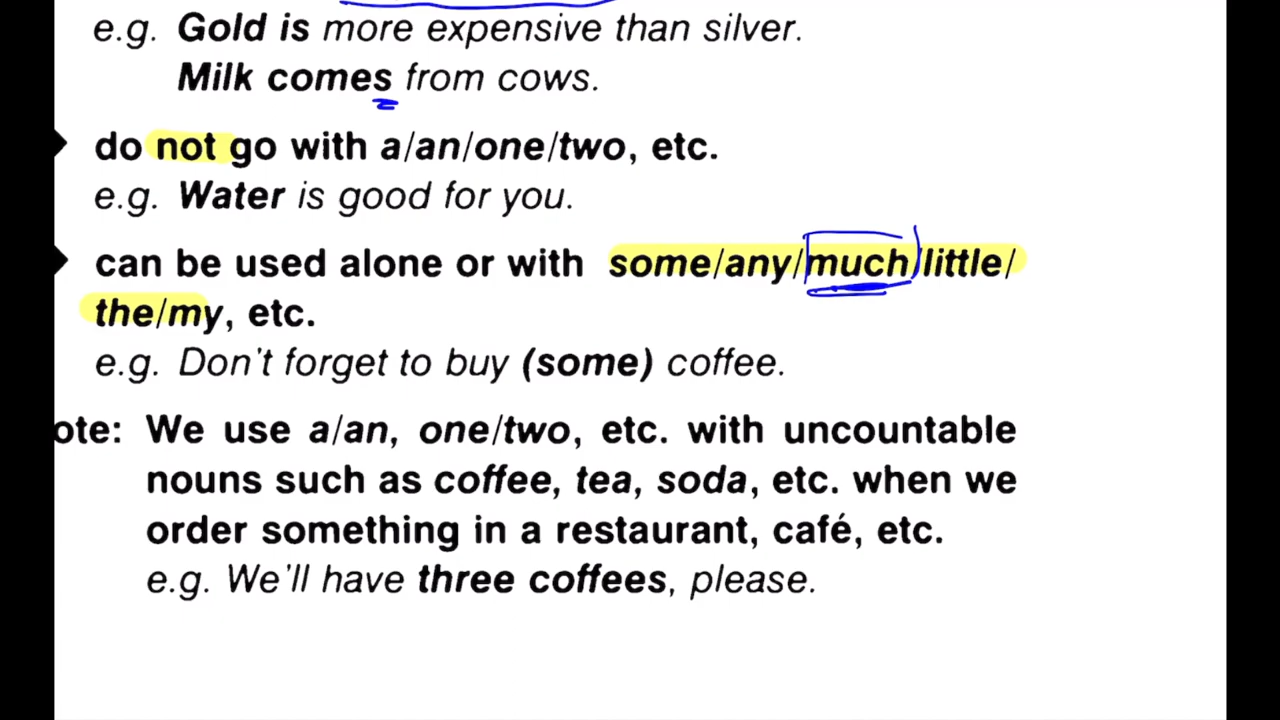 e.g. Gold is more expensive than silver.
Milk comes from cows.
do not go with a/an/one/two, etc.
e.g. Water is good for you.
can be used alone or with some/any/much/little/
the/my, etc.
e.g. Don't forget to buy (some) coffee.
ote: We use a/an, one/two, etc. with uncountable
nouns such as coffee, tea, soda, etc. when we
order something in a restaurant, café, etc.
e.g. We'll have three coffees, please.